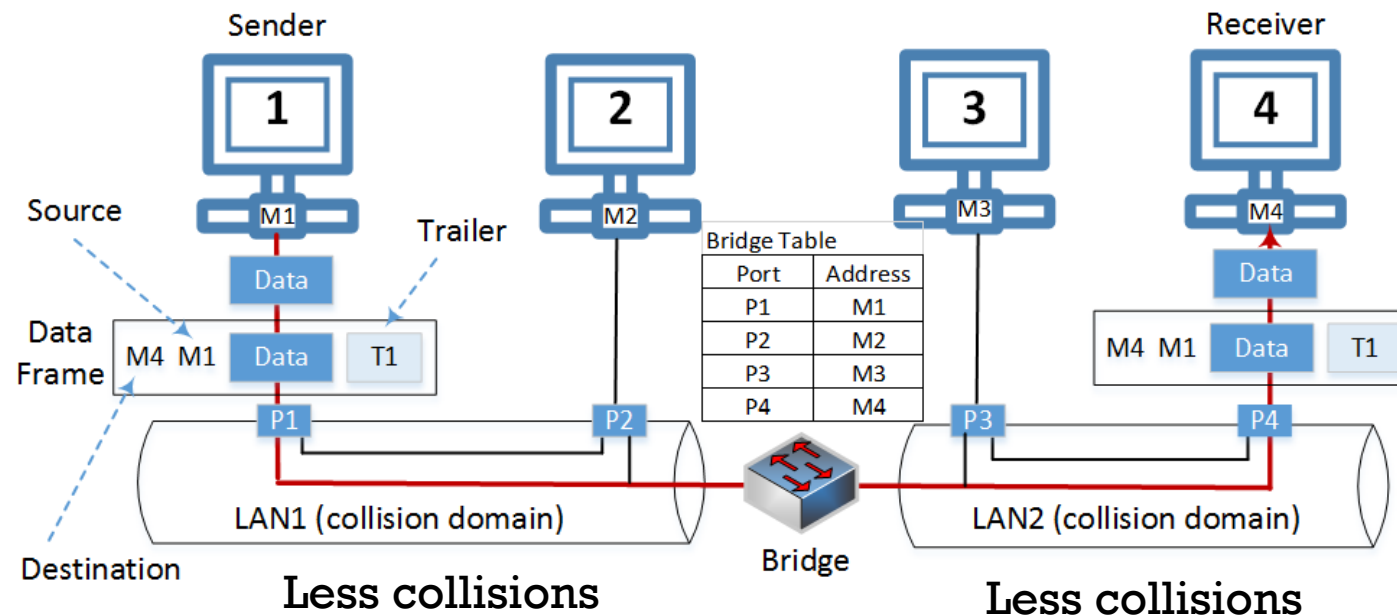 Sender
Receiver
1
2
3
4
Source
M1
M2
M3
M4
Trailer
Bridge Table
Port Address
P1 M1
P2 M2
P3 M3
P4 M4
Data
Data
Data
Frame
M4 M1 Data T1
M4 M1 Data T1
P1
P2
P3
P4
LAN1 (collision domain)
LAN2 (collision domain)
Bridge
Destination
Less collisions
Less collisions